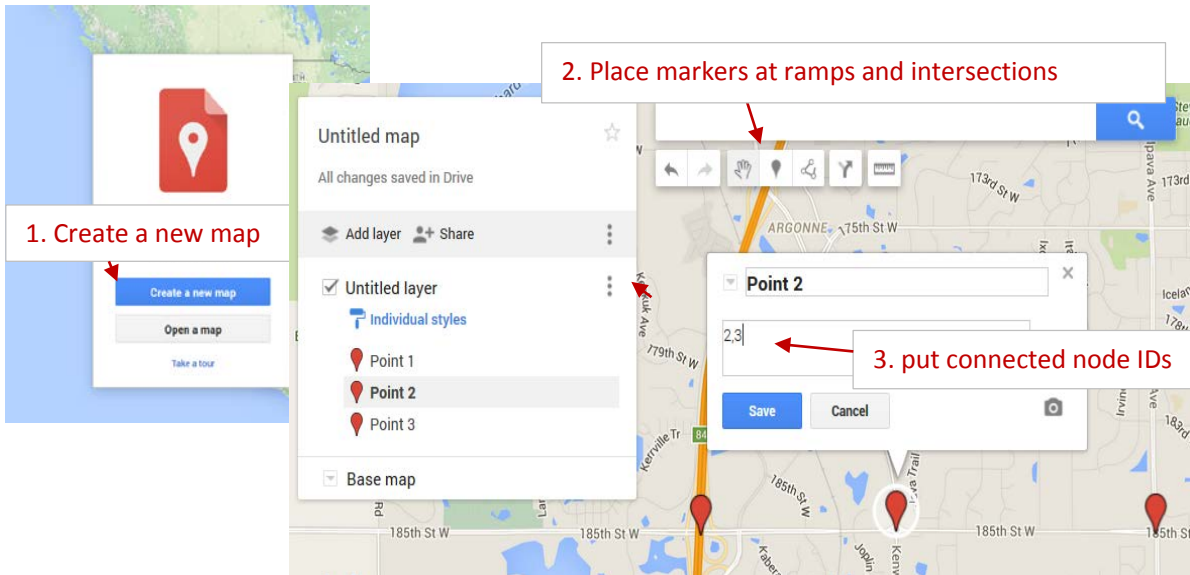 2. Place markers at ramps and intersections
1. Create a new map
Create a new map
Open a map
Take a tour
Untitled map
All changes saved in Drive
Add layer
Share
Untitled layer
Individual styles
Point 1
Point 2
Point 3
Base map
173rd St W
173rd
Ipava Ave
ARGONNE
175th St W
Point 2
2,3
3. put connected node IDs
Save
Cancel
179th St W
Kerrville Tr
84
185th St W
Rd
185th St W
185th St W
185th St W
Joplin